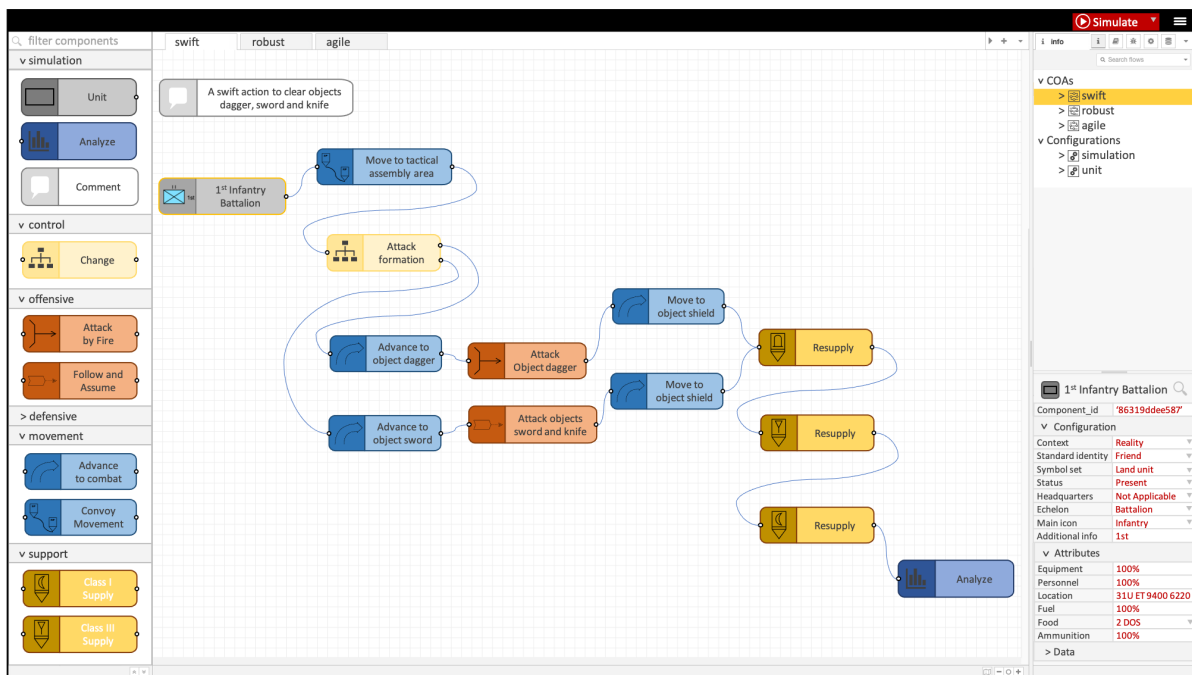 Simulate
filter components
swift
robust
agile
info
Search flows
v simulation
Unit
Analyze
Comment
v control
Change
v offensive
Attack
by Fire
Follow and
Assume
> defensive
v movement
Advance
to combat
Convoy
Movement
v support
Class I
Supply
Class III
Supply
A swift action to clear objects
dagger, sword and knife
1st
1st Infantry
Battalion
Move to tactical
assembly area
Attack
formation
Advance to
object dagger
Attack
Object dagger
Move to
object shield
Advance to
object sword
Attack objects
sword and knife
Move to
object shield
Resupply
Resupply
Resupply
Analyze
v COAs
> swift
> robust
> agile
v Configurations
> simulation
> unit
1st Infantry Battalion
Component_id '86319ddee587'
v Configuration
Context Reality
Standard identity Friend
Symbol set Land unit
Status Present
Headquarters Not Applicable
Echelon Battalion
Main icon Infantry
Additional info 1st
v Attributes
Equipment 100%
Personnel 100%
Location 31U ET 9400 6220
Fuel 100%
Food 2 DOS
Ammunition 100%
> Data